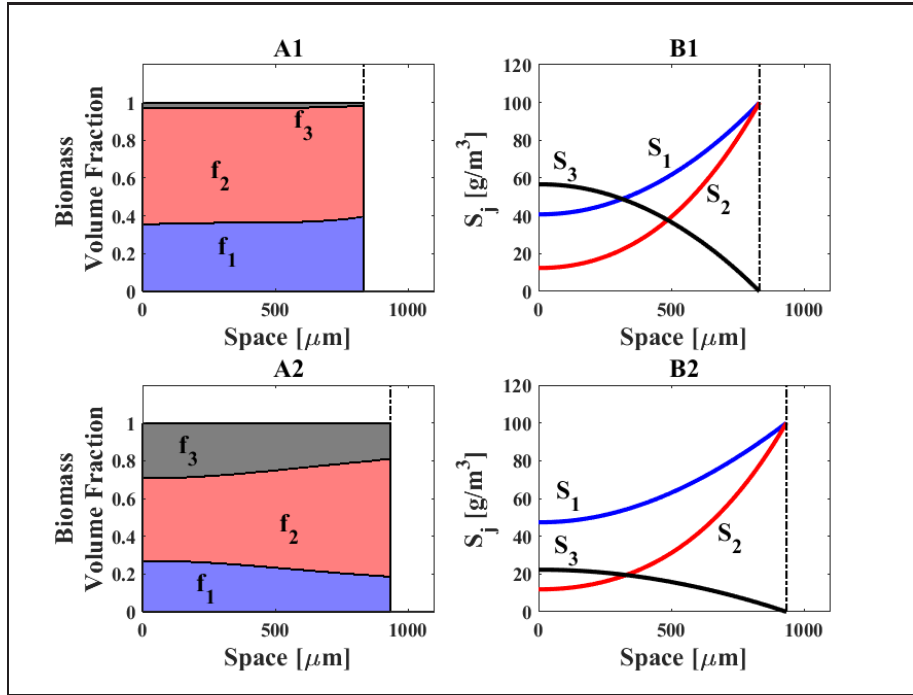 A1
Biomass
Volume Fraction
1
0.8
0.6
0.4
0.2
0
f3
f2
f1
0
500
1000
Space [μm]
B1
S_j [g/m³]
120
100
80
60
40
20
0
S1
S3
S2
0
500
1000
Space [μm]
A2
Biomass
Volume Fraction
1
0.8
0.6
0.4
0.2
0
f3
f2
f1
0
500
1000
Space [μm]
B2
S_j [g/m³]
120
100
80
60
40
20
0
S1
S3
S2
0
500
1000
Space [μm]